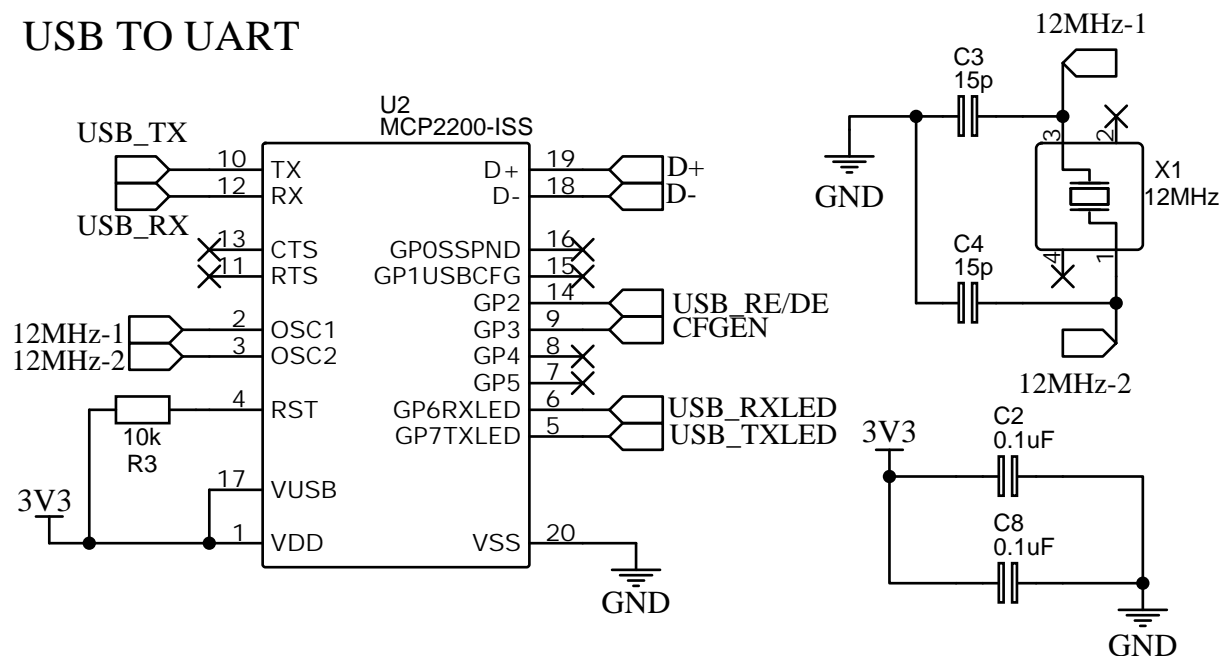 USB TO UART
U2
MCP2200-ISS
USB_TX
10 TX
12 RX
USB_RX
13 CTS
11 RTS
12MHz-1 2 OSC1
12MHz-2 3 OSC2
4 RST
10k
R3
17 VUSB
3V3
1 VDD
D+ 19 D+
D- 18 D-
GP0SSPND 16
GP1USBCFG 15
GP2 14 USB_RE/DE
GP3 9 CFGEN
GP4 8
GP5 7
GP6RXLED 6 USB_RXLED
GP7TXLED 5 USB_TXLED
VSS 20
GND
12MHz-1
C3
15p
3 2
GND
X1
12MHz
C4
15p
4 1
12MHz-2
3V3
C2
0.1uF
C8
0.1uF
GND